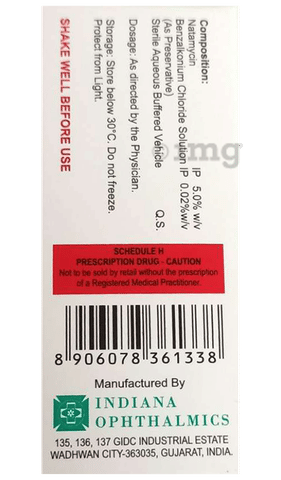 Composition:
Natamycin IP 5.0% w/v
Benzalkonium Chloride Solution IP 0.02%w/v
(As Preservative)
Sterile Aqueous Buffered Vehicle Q.S.
Dosage: As directed by the Physician.
Storage: Store below 30°C. Do not freeze.
Protect from Light.
SHAKE WELL BEFORE USE
1mg
SCHEDULE H
PRESCRIPTION DRUG - CAUTION
Not to be sold by retail without the prescription
of a Registered Medical Practitioner.
8 906078 361338
Manufactured By
INDIANA
OPHTHALMICS
135, 136, 137 GIDC INDUSTRIAL ESTATE
WADHWAN CITY-363035, GUJARAT, INDIA.